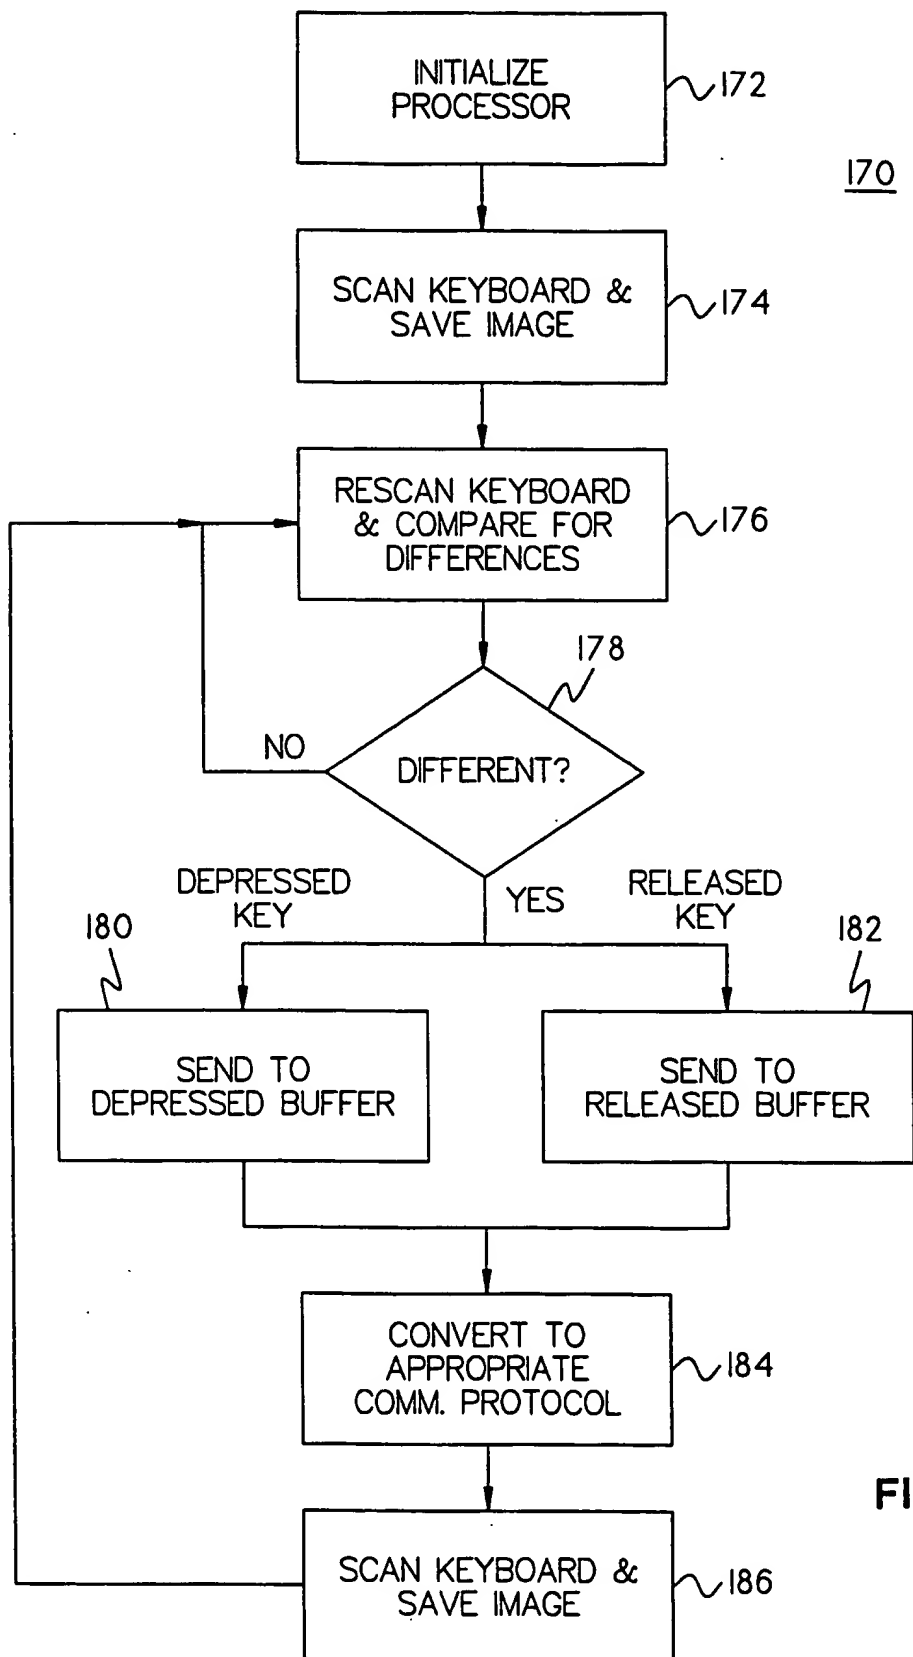 INITIALIZE
PROCESSOR
172
170
SCAN KEYBOARD &
SAVE IMAGE
174
RESCAN KEYBOARD
& COMPARE FOR
DIFFERENCES
176
178
NO
DIFFERENT?
DEPRESSED
KEY
YES
RELEASED
KEY
180
182
SEND TO
DEPRESSED BUFFER
SEND TO
RELEASED BUFFER
CONVERT TO
APPROPRIATE
COMM. PROTOCOL
184
FI
SCAN KEYBOARD &
SAVE IMAGE
186